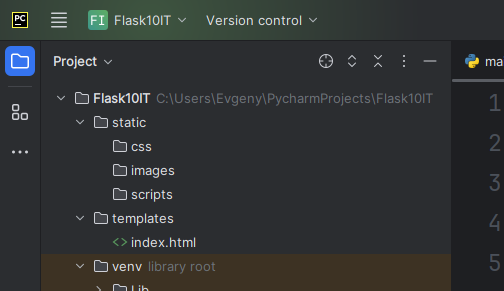 PC FI Flask10IT Version control
Project
ma
Flask10IT C:\Users\Evgeny\PycharmProjects\Flask10IT
static
css
images
scripts
templates
<> index.html
venv library root
Lib
1
2
3
4
5